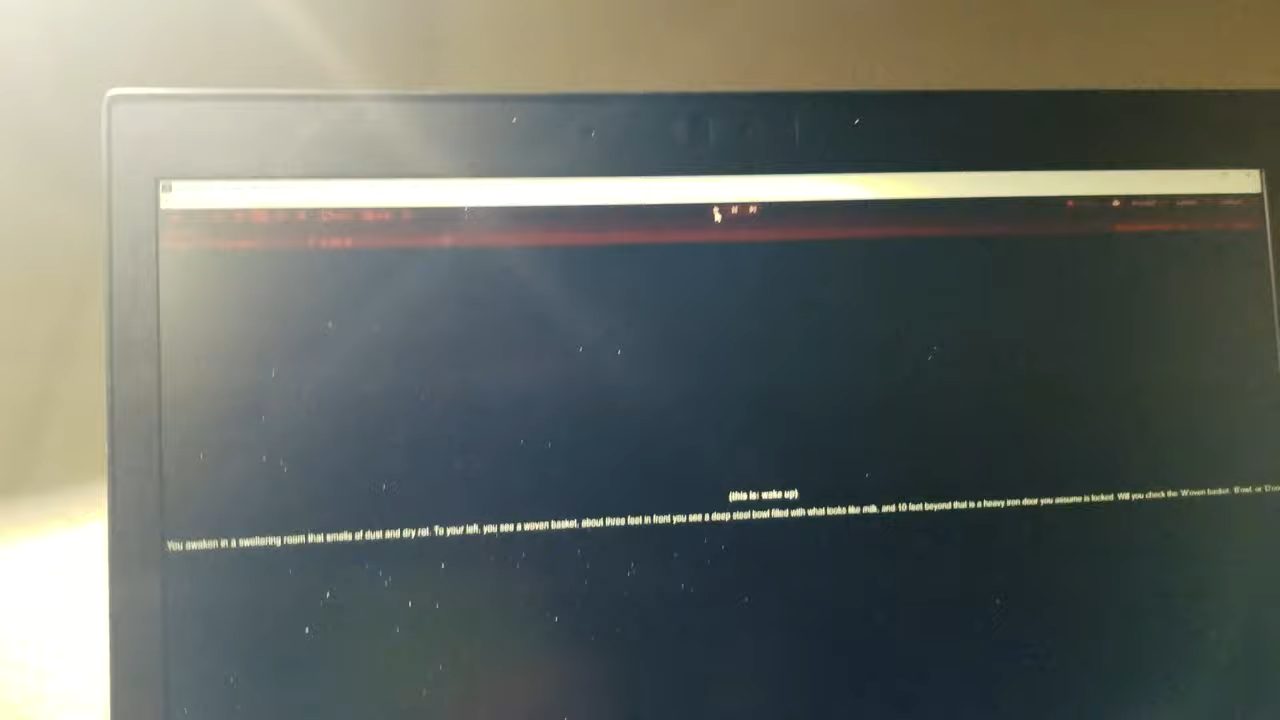 (this is: wake up)
You awaken in a sweltering room that smells of dust and dry rot. To your left, you see a woven basket, about three feet in front you see a deep steel bowl filled with what looks like milk, and 10 feet beyond that is a heavy iron door you assume is locked. Will you check the 'Woven basket, 'Bowl, or